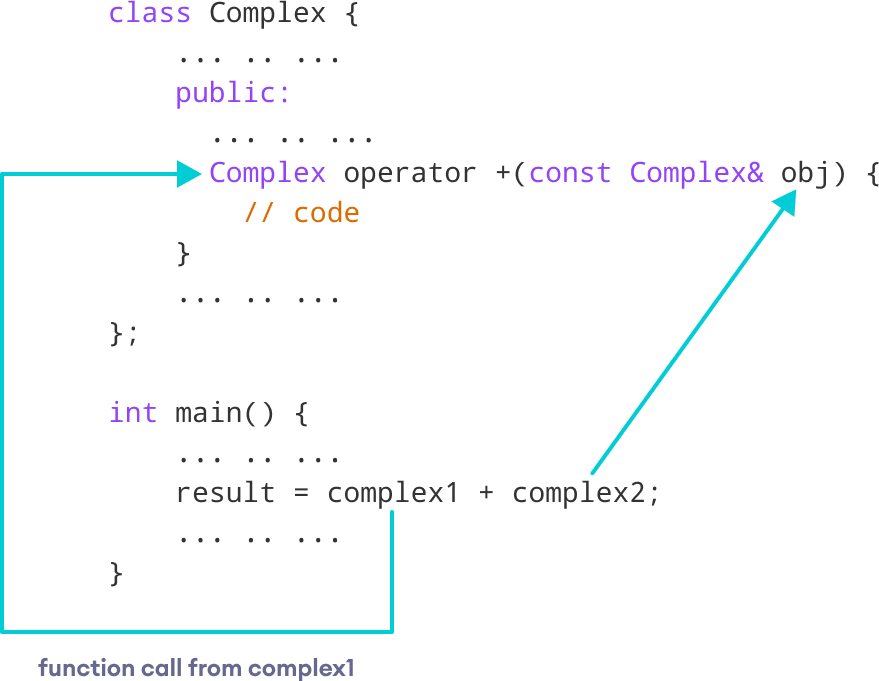 class Complex {
... .. ...
public:
... .. ...
Complex operator +(const Complex& obj) {
// code
}
... .. ...
};
int main() {
... .. ...
result = complex1 + complex2;
... .. ...
}
function call from complex1